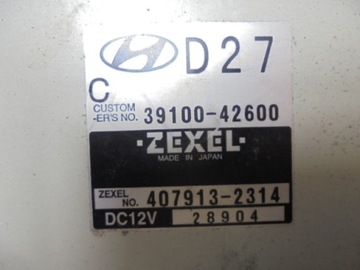 D27
C
CUSTOM
-ER'S NO. 39100-42600
·ZEXEL·
MADE IN JAPAN
ZEXEL
NO. 407913-2314
DC12V 28904